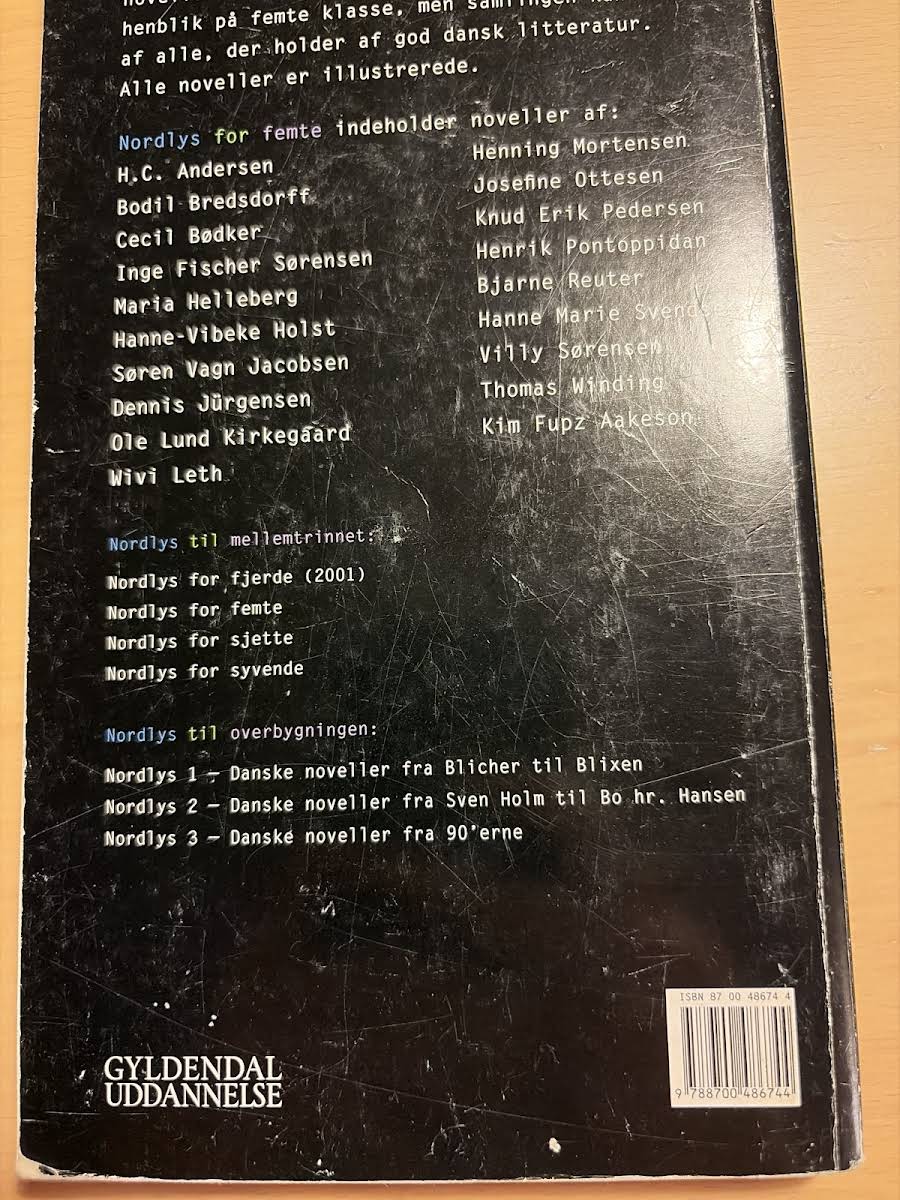 henblik på femte klasse, men samlingen
af alle, der holder af god dansk litteratur.
Alle noveller er illustrerede.
Nordlys for femte indeholder noveller af:
H.C. Andersen
Bodil Bredsdorff
Cecil Bødker
Inge Fischer Sørensen
Maria Helleberg
Hanne-Vibeke Holst
Søren Vagn Jacobsen
Dennis Jürgensen
Ole Lund Kirkegaard
Wivi Leth
Henning Mortensen
Josefine Ottesen
Knud Erik Pedersen
Henrik Pontoppidan
Bjarne Reuter
Hanne Marie Svend
Villy Sørensen
Thomas Winding
Kim Fupz Aakeson
Nordlys til mellemtrinnet:
Nordlys for fjerde (2001)
Nordlys for femte
Nordlys for sjette
Nordlys for syvende
Nordlys til overbygningen:
Nordlys 1 – Danske noveller fra Blicher til Blixen
Nordlys 2 – Danske noveller fra Sven Holm til Bo hr. Hansen
Nordlys 3 – Danske noveller fra 90'erne
ISBN 87 00 48674 4
9 788700 486744
GYLDENDAL
UDDANNELSE